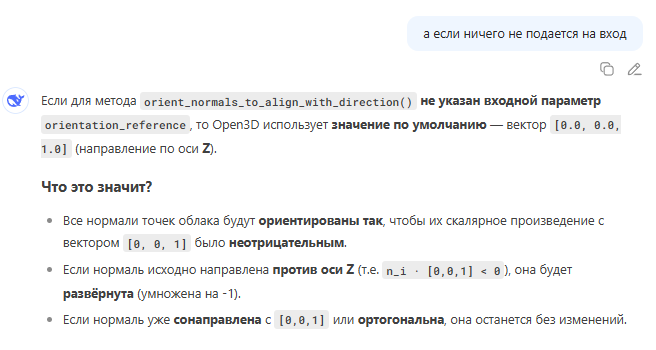 а если ничего не подается на вход
Если для метода orient_normals_to_align_with_direction() не указан входной параметр
orientation_reference, то Open3D использует значение по умолчанию — вектор [0.0, 0.0,
1.0] (направление по оси Z).
Что это значит?
Все нормали точек облака будут ориентированы так, чтобы их скалярное произведение с
вектором [0, 0, 1] было неотрицательным.
Если нормаль исходно направлена против оси Z (т.е. n_i · [0,0,1] < 0), она будет
развёрнута (умножена на -1).
Если нормаль уже сонаправлена с [0,0,1] или ортогональна, она останется без изменений.